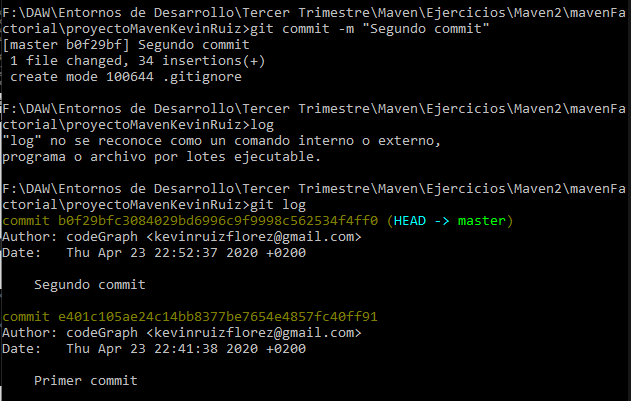 F:\DAW\Entornos de Desarrollo\Tercer Trimestre\Maven\Ejercicios\Maven2\mavenFa
ctorial\proyectoMavenKevinRuiz>git commit -m "Segundo commit"
[master b0f29bf] Segundo commit
 1 file changed, 34 insertions(+)
 create mode 100644 .gitignore
F:\DAW\Entornos de Desarrollo\Tercer Trimestre\Maven\Ejercicios\Maven2\mavenFa
ctorial\proyectoMavenKevinRuiz>log
"log" no se reconoce como un comando interno o externo,
programa o archivo por lotes ejecutable.
F:\DAW\Entornos de Desarrollo\Tercer Trimestre\Maven\Ejercicios\Maven2\mavenFa
ctorial\proyectoMavenKevinRuiz>git log
commit b0f29bfc3084029bd6996c9f9998c562534f4ff0 (HEAD -> master)
Author: codeGraph <kevinruizflorez@gmail.com>
Date:   Thu Apr 23 22:52:37 2020 +0200
    Segundo commit
commit e401c105ae24c14bb8377be7654e4857fc40ff91
Author: codeGraph <kevinruizflorez@gmail.com>
Date:   Thu Apr 23 22:41:38 2020 +0200
    Primer commit